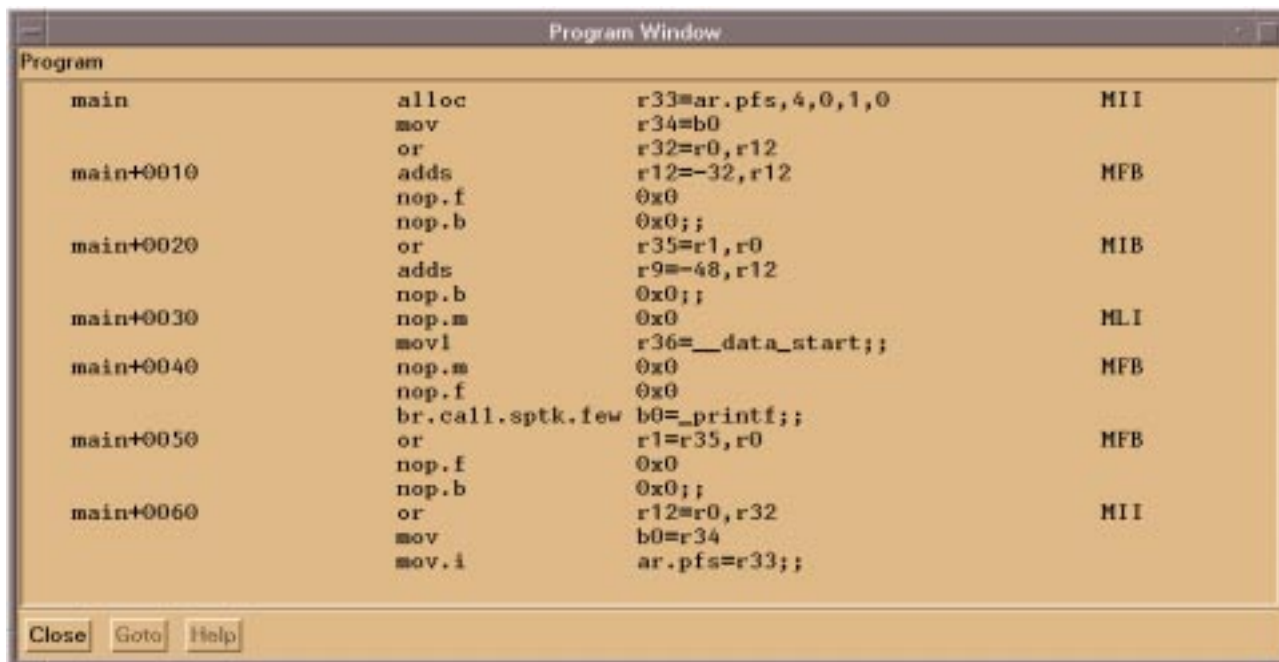 Program Window
Program
main alloc r33=ar.pfs,4,0,1,0 MII
mov r34=b0
or r32=r0,r12
main+0010 adds r12=-32,r12 MFB
nop.f 0x0
nop.b 0x0;;
main+0020 or r35=r1,r0 MIB
adds r9=-48,r12
nop.b 0x0;;
main+0030 nop.m 0x0 MLI
movl r36=__data_start;;
main+0040 nop.m 0x0 MFB
nop.f 0x0
br.call.sptk.few b0=_printf;;
main+0050 or r1=r35,r0 MFB
nop.f 0x0
nop.b 0x0;;
main+0060 or r12=r0,r32 MII
mov b0=r34
mov.i ar.pfs=r33;;
Close Goto Help